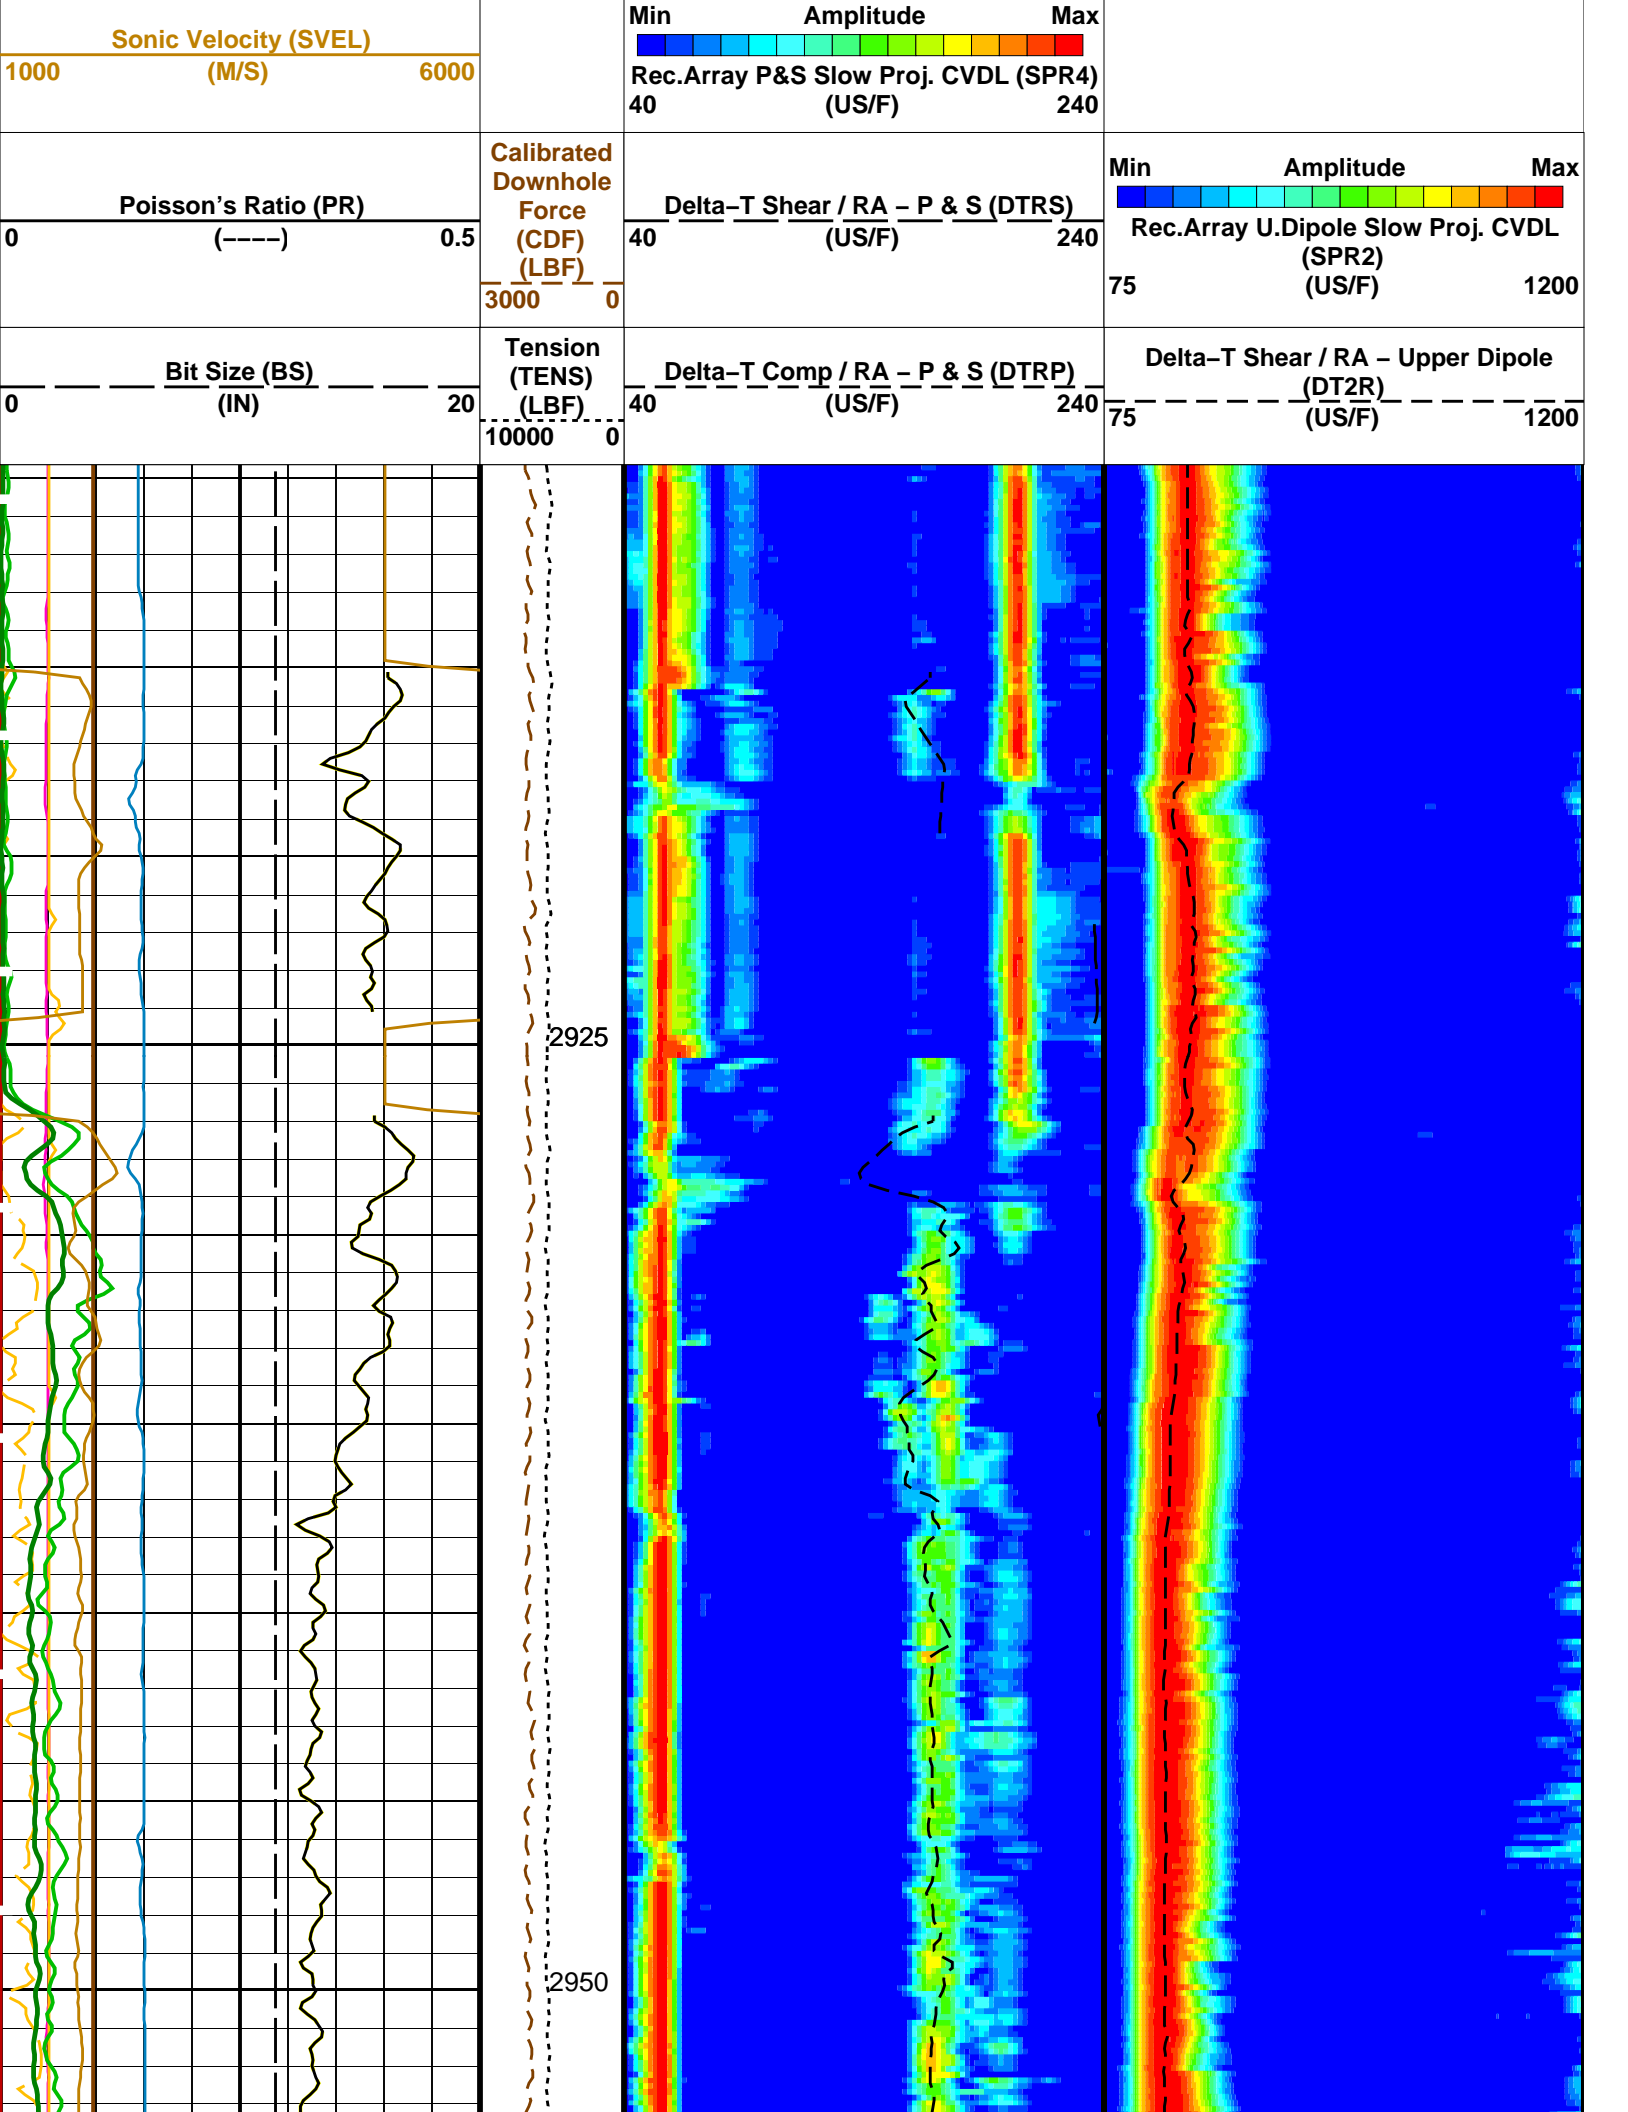 Sonic Velocity (SVEL)
1000 (M/S) 6000
Min Amplitude Max
Rec.Array P&S Slow Proj. CVDL (SPR4)
40 (US/F) 240
Poisson's Ratio (PR)
0 (----) 0.5
Calibrated
Downhole
Force
(CDF)
(LBF)
3000 0
Delta-T Shear / RA - P & S (DTRS)
40 (US/F) 240
Min Amplitude Max
Rec.Array U.Dipole Slow Proj. CVDL
(SPR2)
75 (US/F) 1200
Bit Size (BS)
0 (IN) 20
Tension
(TENS)
(LBF)
10000 0
Delta-T Comp / RA - P & S (DTRP)
40 (US/F) 240
Delta-T Shear / RA - Upper Dipole
(DT2R)
75 (US/F) 1200
2925
2950